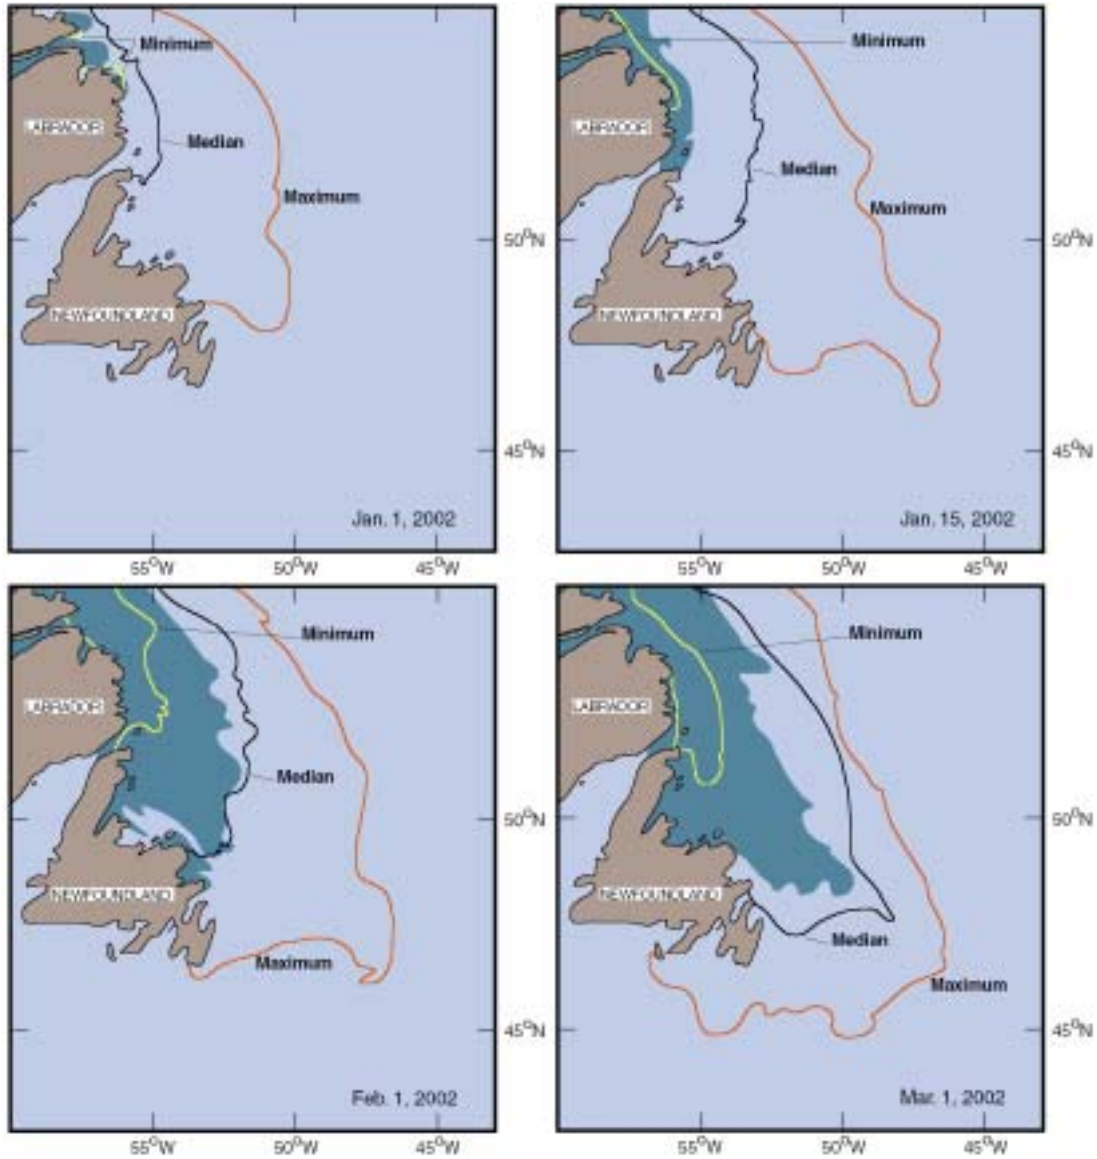 Minimum
LABRADOR
Median
Maximum
50°N
NEWFOUNDLAND
45°N
Jan. 1, 2002
55°W
50°W
45°W
Minimum
LABRADOR
Median
Maximum
50°N
NEWFOUNDLAND
45°N
Jan. 15, 2002
55°W
50°W
45°W
Minimum
LABRADOR
Median
50°N
NEWFOUNDLAND
Maximum
45°N
Feb. 1, 2002
55°W
50°W
45°W
Minimum
LABRADOR
50°N
NEWFOUNDLAND
Median
Maximum
45°N
Mar. 1, 2002
55°W
50°W
45°W